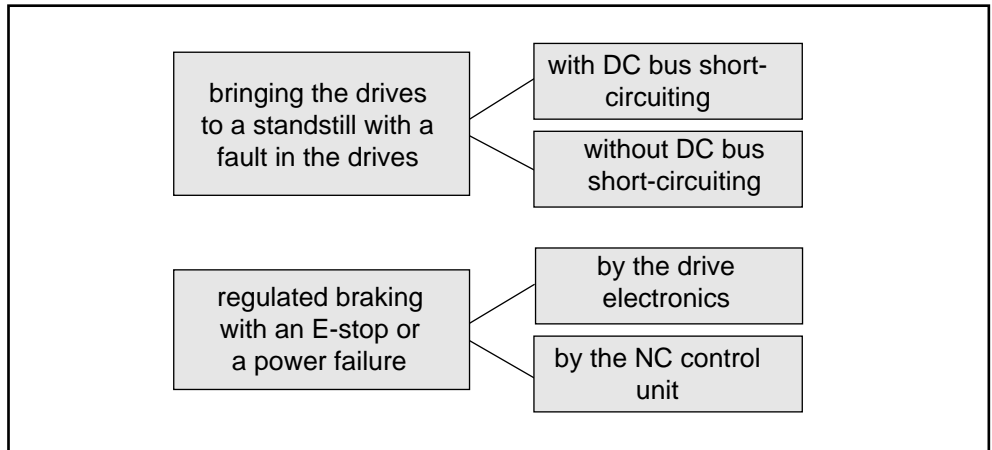 bringing the drives
to a standstill with a
fault in the drives
with DC bus short-
circuiting
without DC bus
short-circuiting
regulated braking
with an E-stop or
a power failure
by the drive
electronics
by the NC control
unit